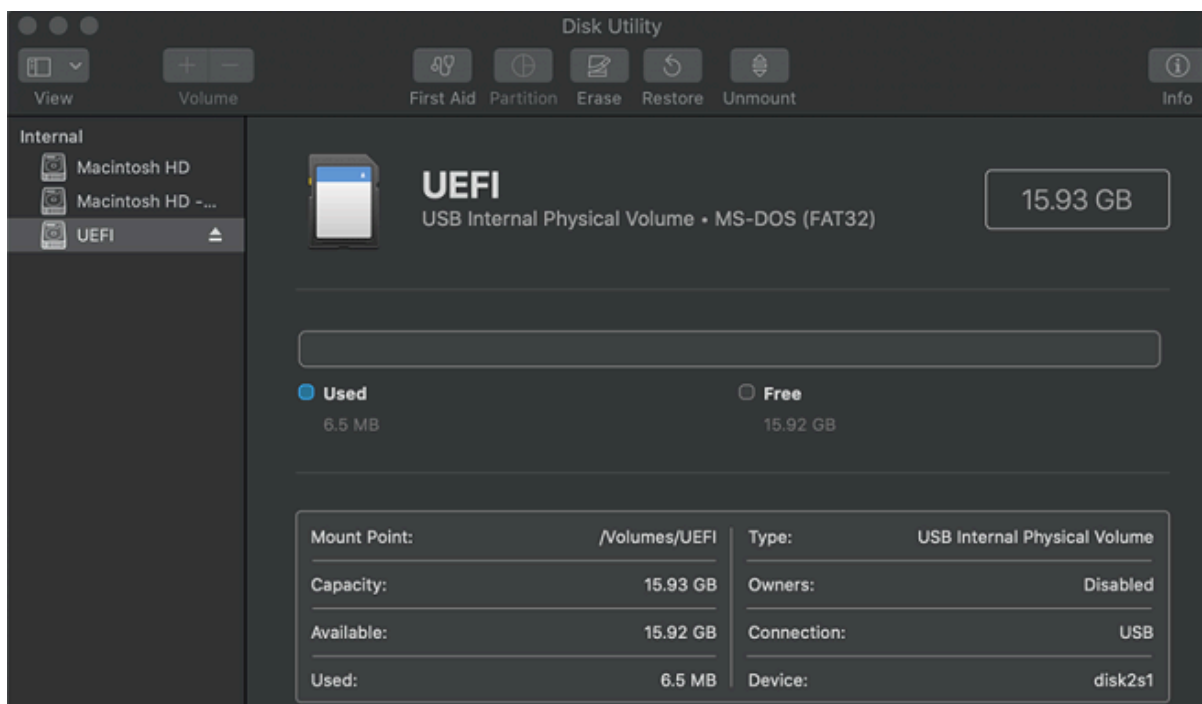 Disk Utility
View
Volume
First Aid
Partition
Erase
Restore
Unmount
Info
Internal
Macintosh HD
Macintosh HD -...
UEFI
UEFI
USB Internal Physical Volume • MS-DOS (FAT32)
15.93 GB
Used
6.5 MB
Free
15.92 GB
Mount Point: /Volumes/UEFI
Type: USB Internal Physical Volume
Capacity: 15.93 GB
Owners: Disabled
Available: 15.92 GB
Connection: USB
Used: 6.5 MB
Device: disk2s1